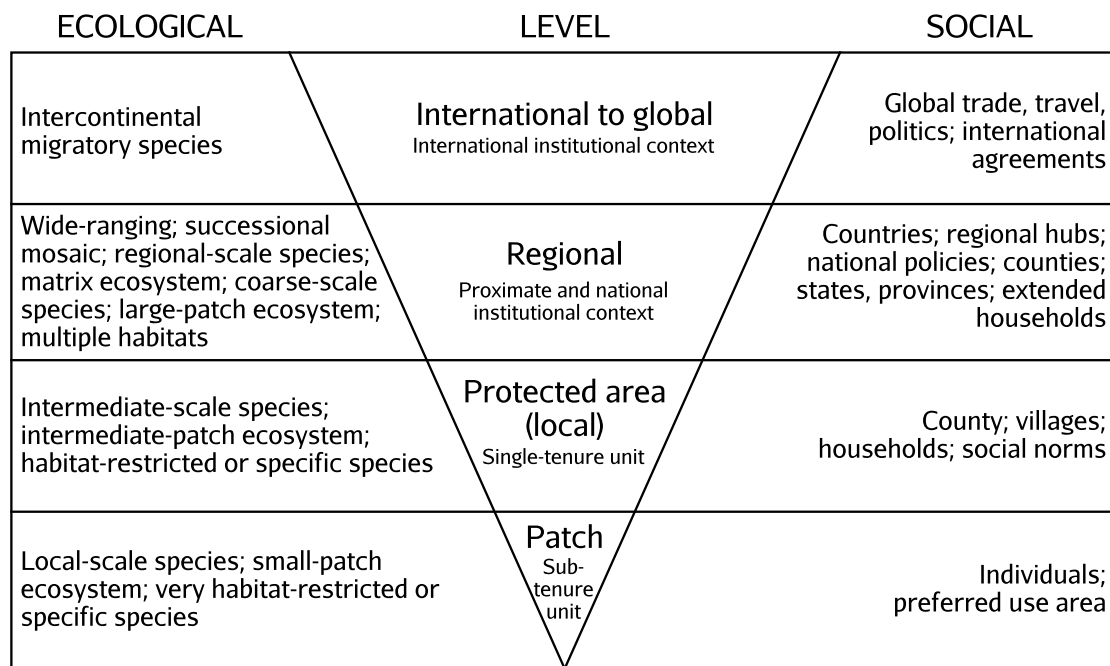 ECOLOGICAL
LEVEL
SOCIAL
Intercontinental
migratory species
International to global
International institutional context
Global trade, travel,
politics; international
agreements
Wide-ranging; successional
mosaic; regional-scale species;
matrix ecosystem; coarse-scale
species; large-patch ecosystem;
multiple habitats
Regional
Proximate and national
institutional context
Countries; regional hubs;
national policies; counties;
states, provinces; extended
households
Intermediate-scale species;
intermediate-patch ecosystem;
habitat-restricted or specific species
Protected area
(local)
Single-tenure unit
County; villages;
households; social norms
Local-scale species; small-patch
ecosystem; very habitat-restricted or
specific species
Patch
Sub-
tenure
unit
Individuals;
preferred use area